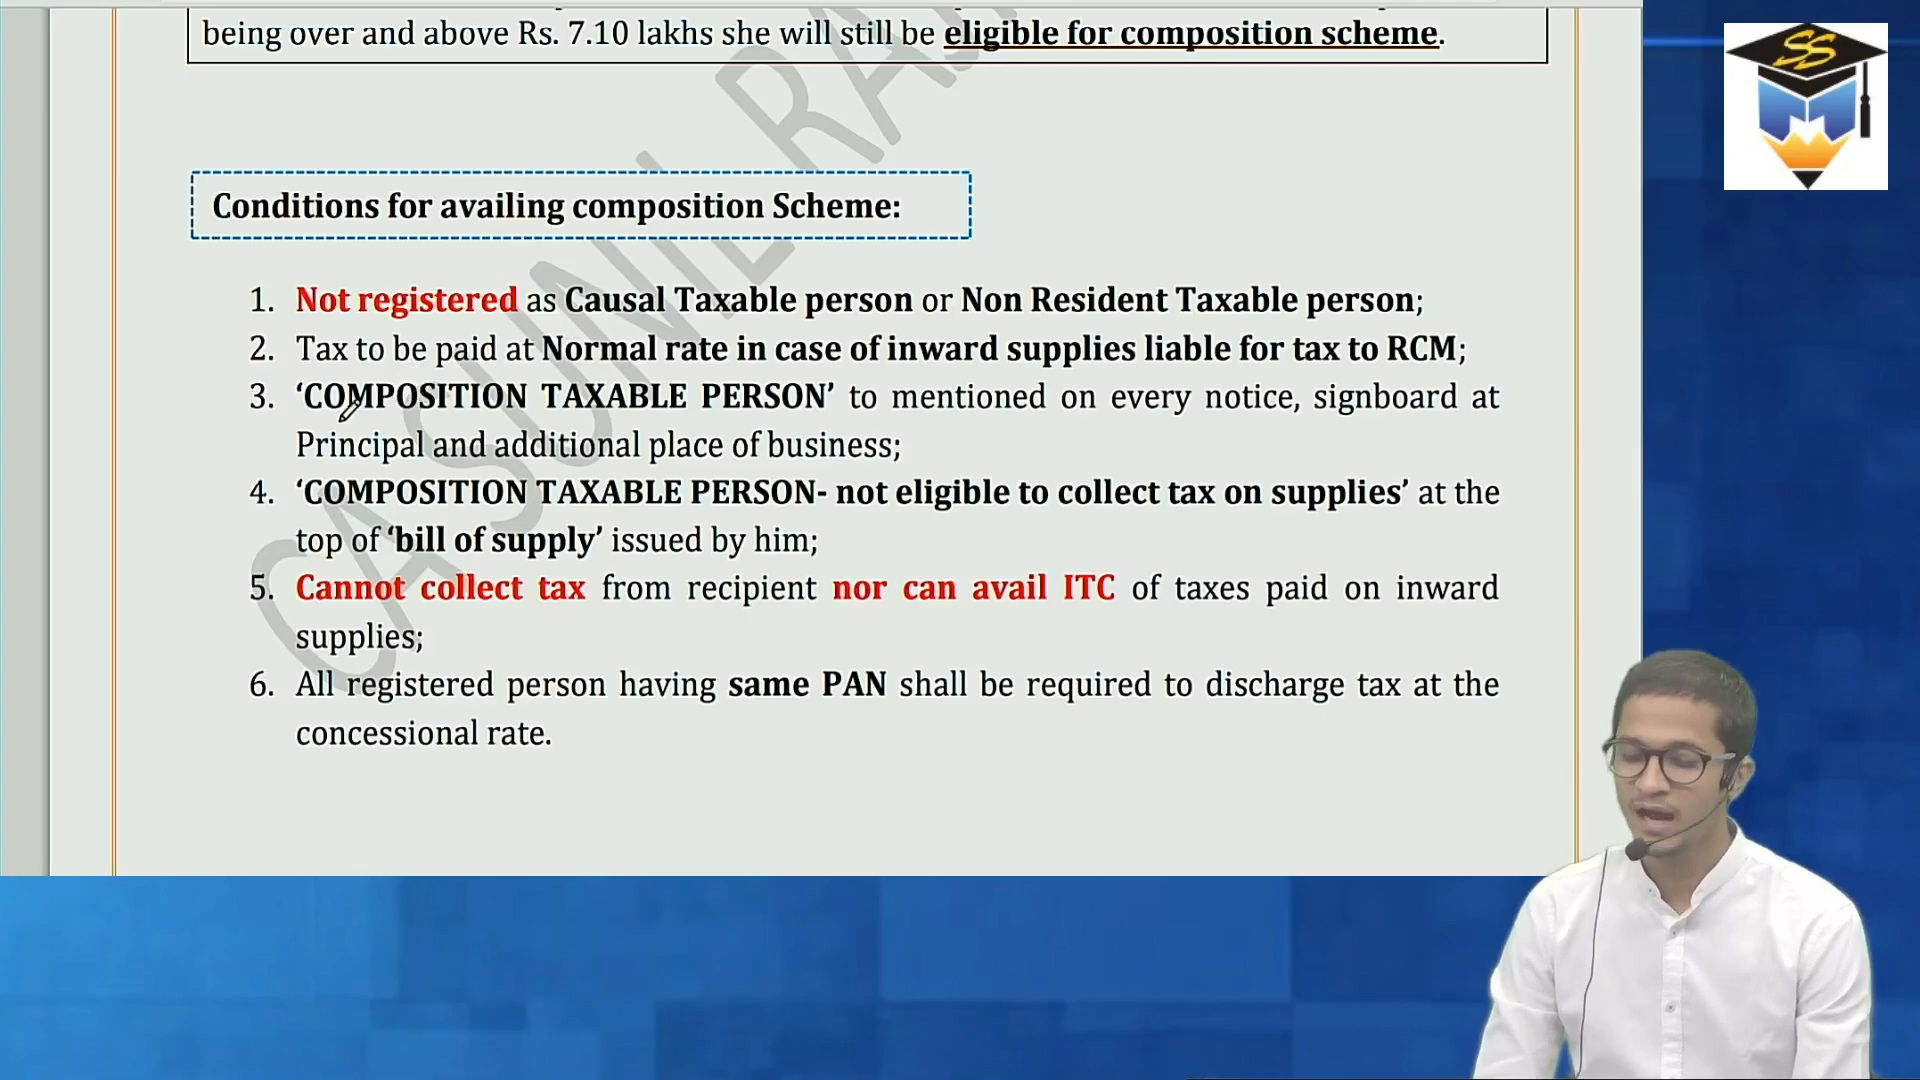 being over and above Rs. 7.10 lakhs she will still be eligible for composition scheme.
SS
Conditions for availing composition Scheme:
1. Not registered as Causal Taxable person or Non Resident Taxable person;
2. Tax to be paid at Normal rate in case of inward supplies liable for tax to RCM;
3. ‘COMPOSITION TAXABLE PERSON’ to mentioned on every notice, signboard at
Principal and additional place of business;
4. ‘COMPOSITION TAXABLE PERSON- not eligible to collect tax on supplies’ at the
top of ‘bill of supply’ issued by him;
5. Cannot collect tax from recipient nor can avail ITC of taxes paid on inward
supplies;
6. All registered person having same PAN shall be required to discharge tax at the
concessional rate.
CA SUNIL